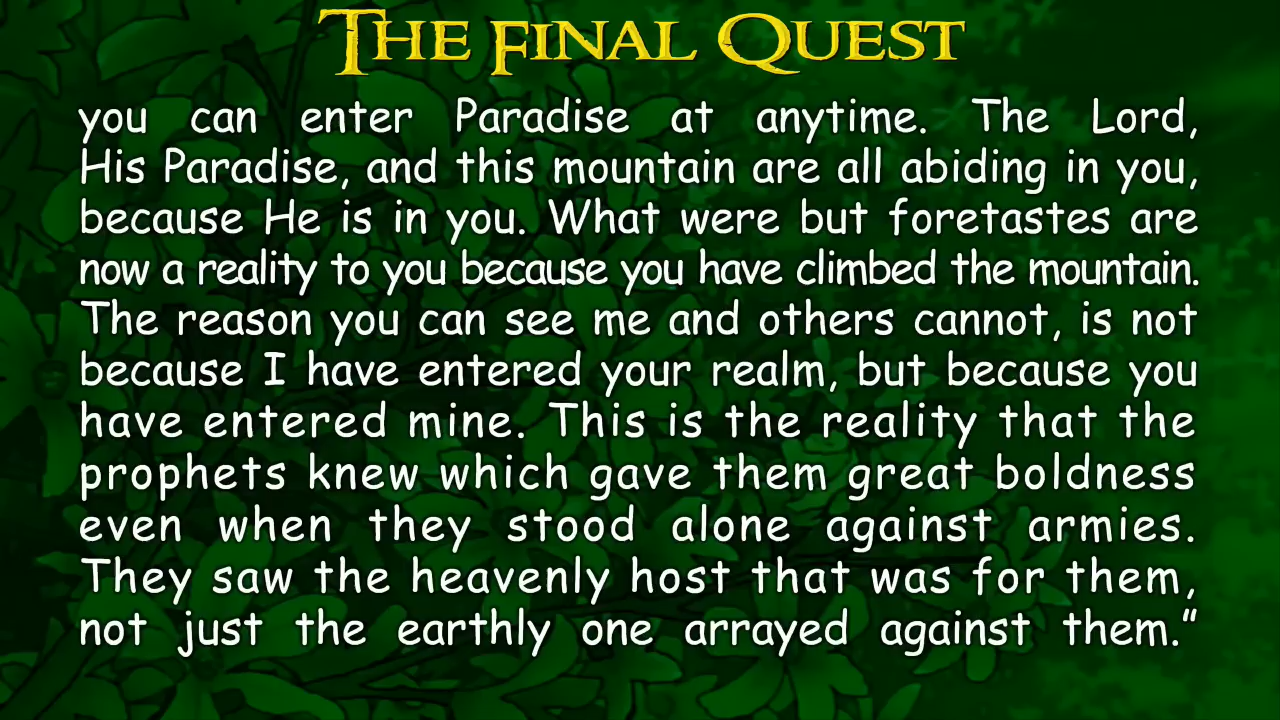 The Final Quest
you can enter Paradise at anytime. The Lord,
His Paradise, and this mountain are all abiding in you,
because He is in you. What were but foretastes are
now a reality to you because you have climbed the mountain.
The reason you can see me and others cannot, is not
because I have entered your realm, but because you
have entered mine. This is the reality that the
prophets knew which gave them great boldness
even when they stood alone against armies.
They saw the heavenly host that was for them,
not just the earthly one arrayed against them.”